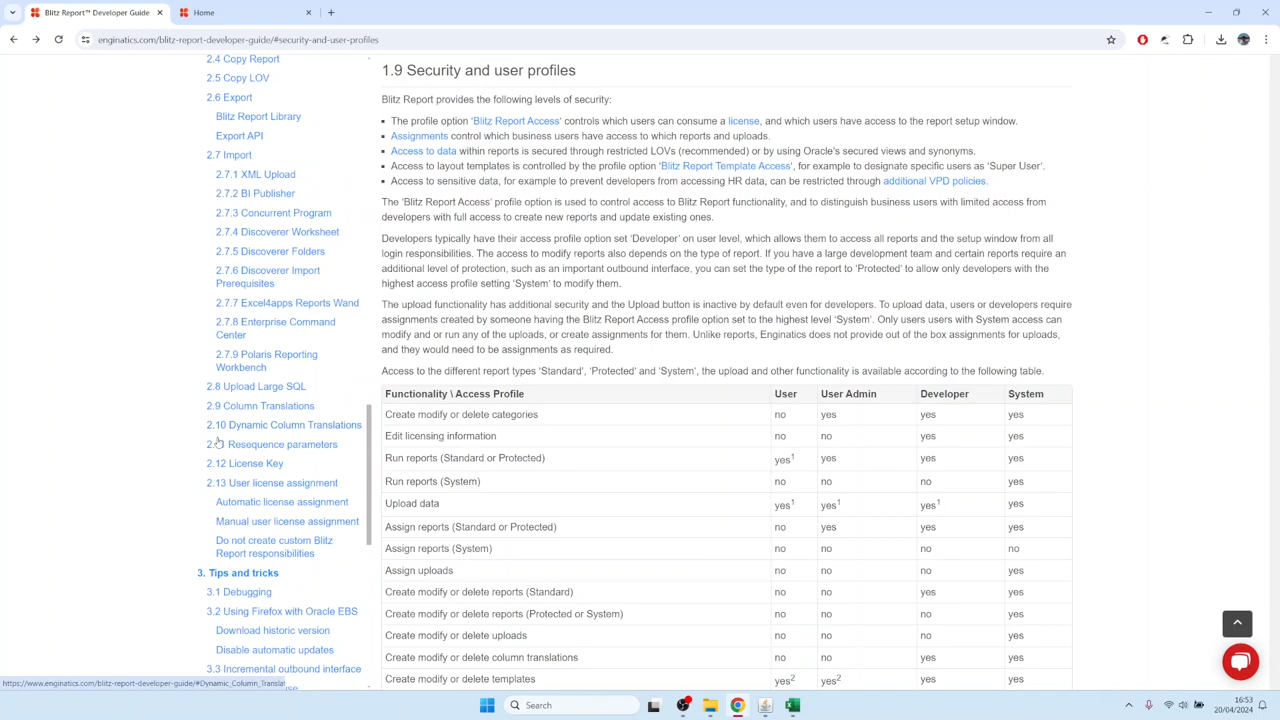 Blitz Report™ Developer Guide
Home
enginatics.com/blitz-report-developer-guide/#security-and-user-profiles
2.4 Copy Report
2.5 Copy LOV
2.6 Export
Blitz Report Library
Export API
2.7 Import
2.7.1 XML Upload
2.7.2 BI Publisher
2.7.3 Concurrent Program
2.7.4 Discoverer Worksheet
2.7.5 Discoverer Folders
2.7.6 Discoverer Import
Prerequisites
2.7.7 Excel4apps Reports Wand
2.7.8 Enterprise Command
Center
2.7.9 Polaris Reporting
Workbench
2.8 Upload Large SQL
2.9 Column Translations
2.10 Dynamic Column Translations
Resequence parameters
2.12 License Key
2.13 User license assignment
Automatic license assignment
Manual user license assignment
Do not create custom Blitz
Report responsibilities
3. Tips and tricks
3.1 Debugging
3.2 Using Firefox with Oracle EBS
Download historic version
Disable automatic updates
3.3 Incremental outbound interface
https://www.enginatics.com/blitz-report-developer-guide/#Dynamic_Column_Translat
1.9 Security and user profiles
Blitz Report provides the following levels of security:
▪ The profile option 'Blitz Report Access' controls which users can consume a license, and which users have access to the report setup window.
▪ Assignments control which business users have access to which reports and uploads.
▪ Access to data within reports is secured through restricted LOVs (recommended) or by using Oracle's secured views and synonyms.
▪ Access to layout templates is controlled by the profile option 'Blitz Report Template Access', for example to designate specific users as 'Super User'.
▪ Access to sensitive data, for example to prevent developers from accessing HR data, can be restricted through additional VPD policies.
The 'Blitz Report Access' profile option is used to control access to Blitz Report functionality, and to distinguish business users with limited access from
developers with full access to create new reports and update existing ones.
Developers typically have their access profile option set 'Developer' on user level, which allows them to access all reports and the setup window from all
login responsibilities. The access to modify reports also depends on the type of report. If you have a large development team and certain reports require an
additional level of protection, such as an important outbound interface, you can set the type of the report to 'Protected' to allow only developers with the
highest access profile setting 'System' to modify them.
The upload functionality has additional security and the Upload button is inactive by default even for developers. To upload data, users or developers require
assignments created by someone having the Blitz Report Access profile option set to the highest level 'System'. Only users users with System access can
modify and or run any of the uploads, or create assignments for them. Unlike reports, Enginatics does not provide out of the box assignments for uploads,
and they would need to be assignments as required.
Access to the different report types 'Standard', 'Protected' and 'System', the upload and other functionality is available according to the following table.
Functionality \ Access Profile User User Admin Developer System
Create modify or delete categories no yes yes yes
Edit licensing information no no yes yes
Run reports (Standard or Protected) yes¹ yes yes yes
Run reports (System) no no no yes
Upload data yes¹ yes¹ yes¹ yes
Assign reports (Standard or Protected) no yes yes yes
Assign reports (System) no no no no
Assign uploads no no no yes
Create modify or delete reports (Standard) no no yes yes
Create modify or delete reports (Protected or System) no no no yes
Create modify or delete uploads no no no yes
Create modify or delete column translations no no yes yes
Create modify or delete templates yes² yes² yes yes
Search
16:53
20/04/2024